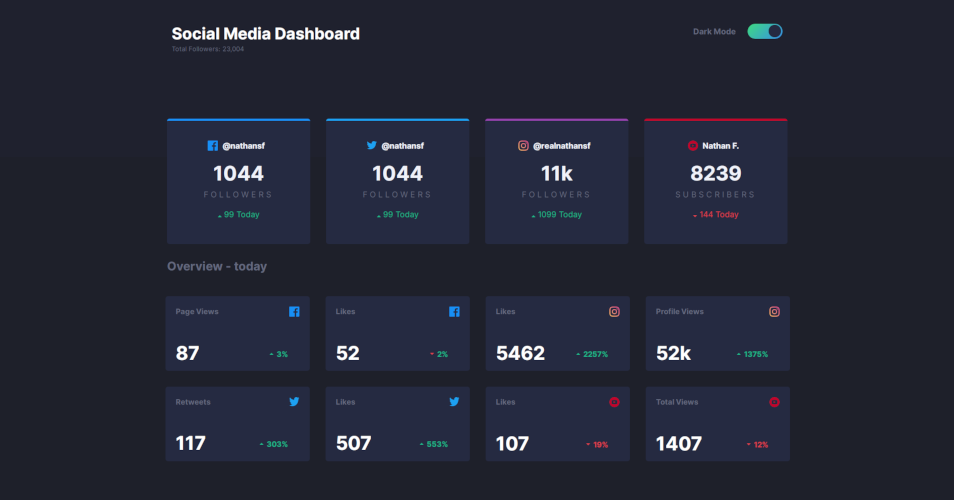 Social Media Dashboard
Total Followers: 23,004
Dark Mode
@nathansf
1044
FOLLOWERS
99 Today
@nathansf
1044
FOLLOWERS
99 Today
@realnathansf
11k
FOLLOWERS
1099 Today
Nathan F.
8239
SUBSCRIBERS
144 Today
Overview - today
Page Views
87
3%
Likes
52
2%
Likes
5462
2257%
Profile Views
52k
1375%
Retweets
117
303%
Likes
507
553%
Likes
107
19%
Total Views
1407
12%